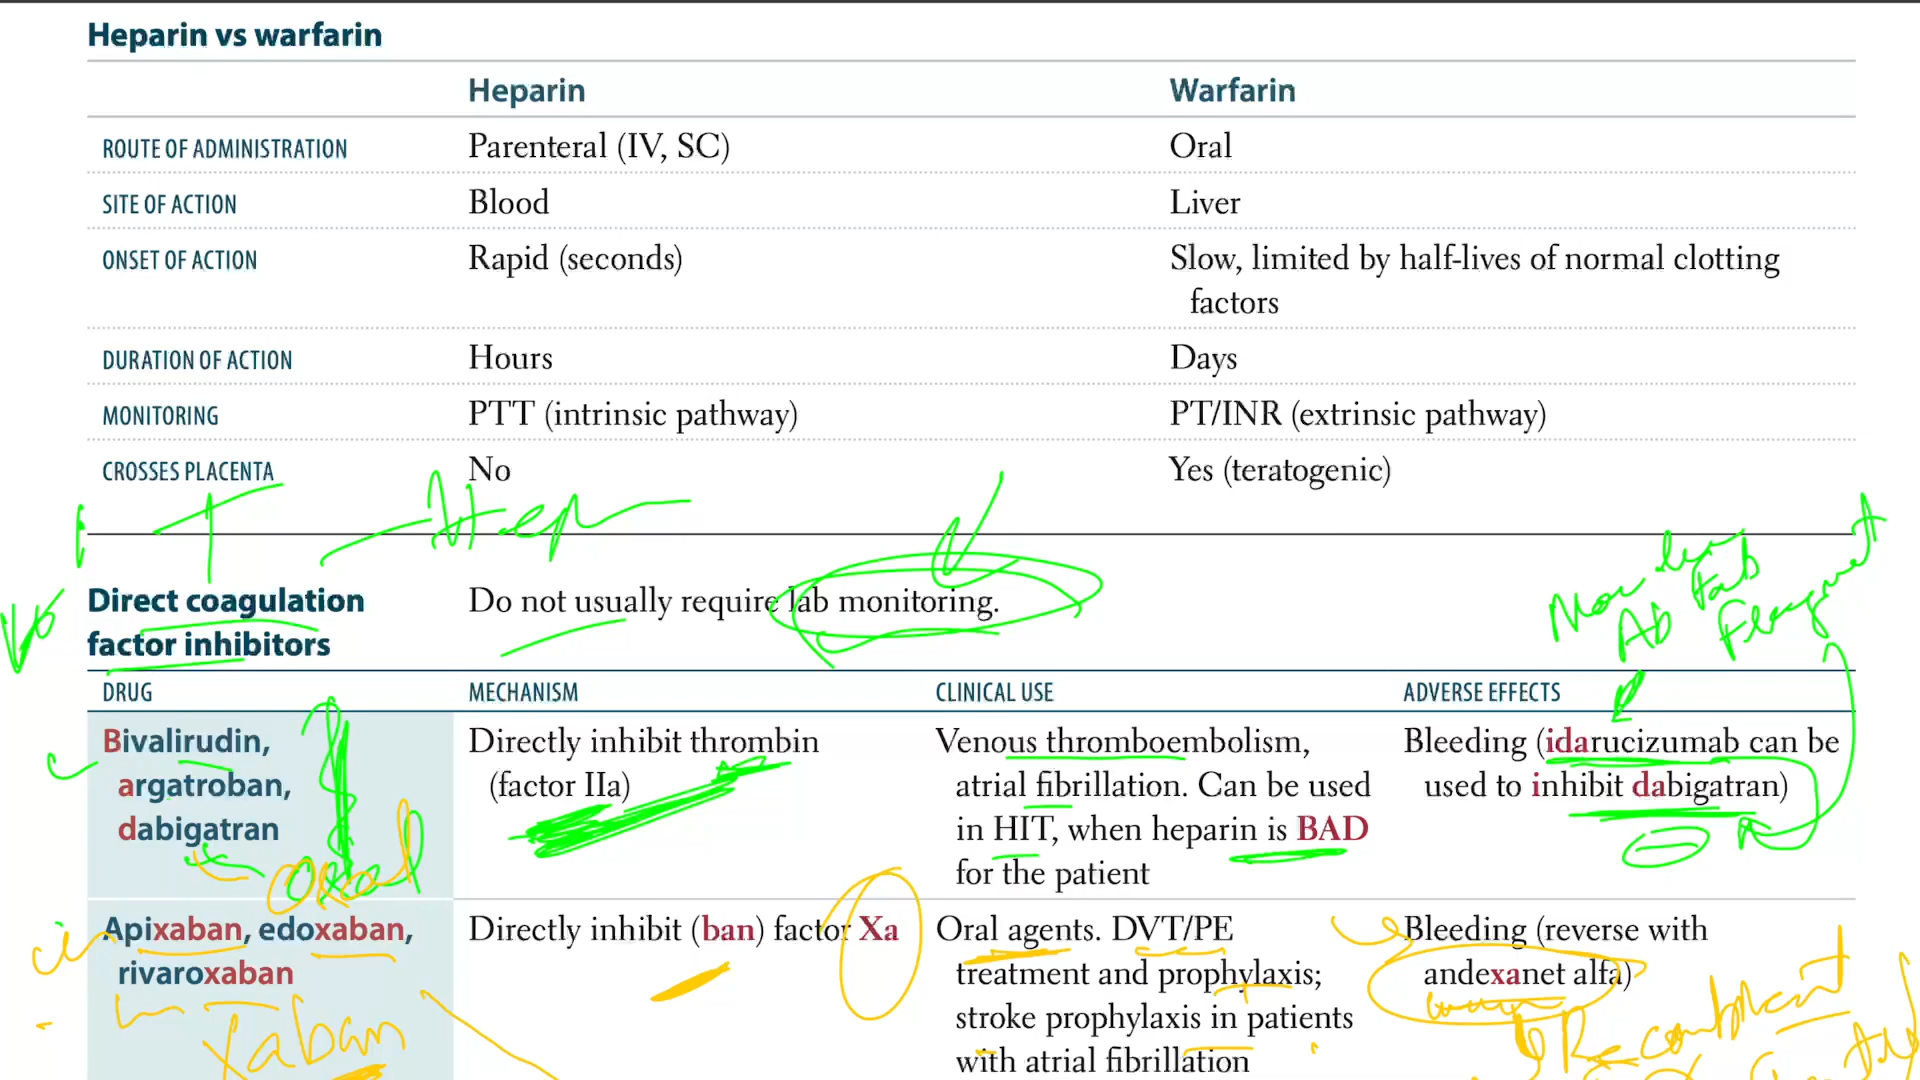 Heparin vs warfarin
Heparin Warfarin
ROUTE OF ADMINISTRATION Parenteral (IV, SC) Oral
SITE OF ACTION Blood Liver
ONSET OF ACTION Rapid (seconds) Slow, limited by half-lives of normal clotting
factors
DURATION OF ACTION Hours Days
MONITORING PTT (intrinsic pathway) PT/INR (extrinsic pathway)
CROSSES PLACENTA No Yes (teratogenic)
Hep
Ab Fab Fragment
Direct coagulation
factor inhibitors
Do not usually require lab monitoring.
DRUG MECHANISM CLINICAL USE ADVERSE EFFECTS
Bivalirudin,
argatroban,
dabigatran
Directly inhibit thrombin
(factor IIa)
Venous thromboembolism,
atrial fibrillation. Can be used
in HIT, when heparin is BAD
for the patient
Bleeding (idarucizumab can be
used to inhibit dabigatran)
oral
Apixaban, edoxaban,
rivaroxaban
Directly inhibit (ban) factor Xa
Oral agents. DVT/PE
treatment and prophylaxis;
stroke prophylaxis in patients
with atrial fibrillation
Bleeding (reverse with
andexanet alfa)
Xaban